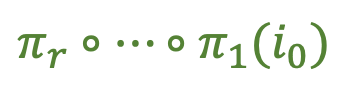 π_r ∘ ⋯ ∘ π_1(i_0)